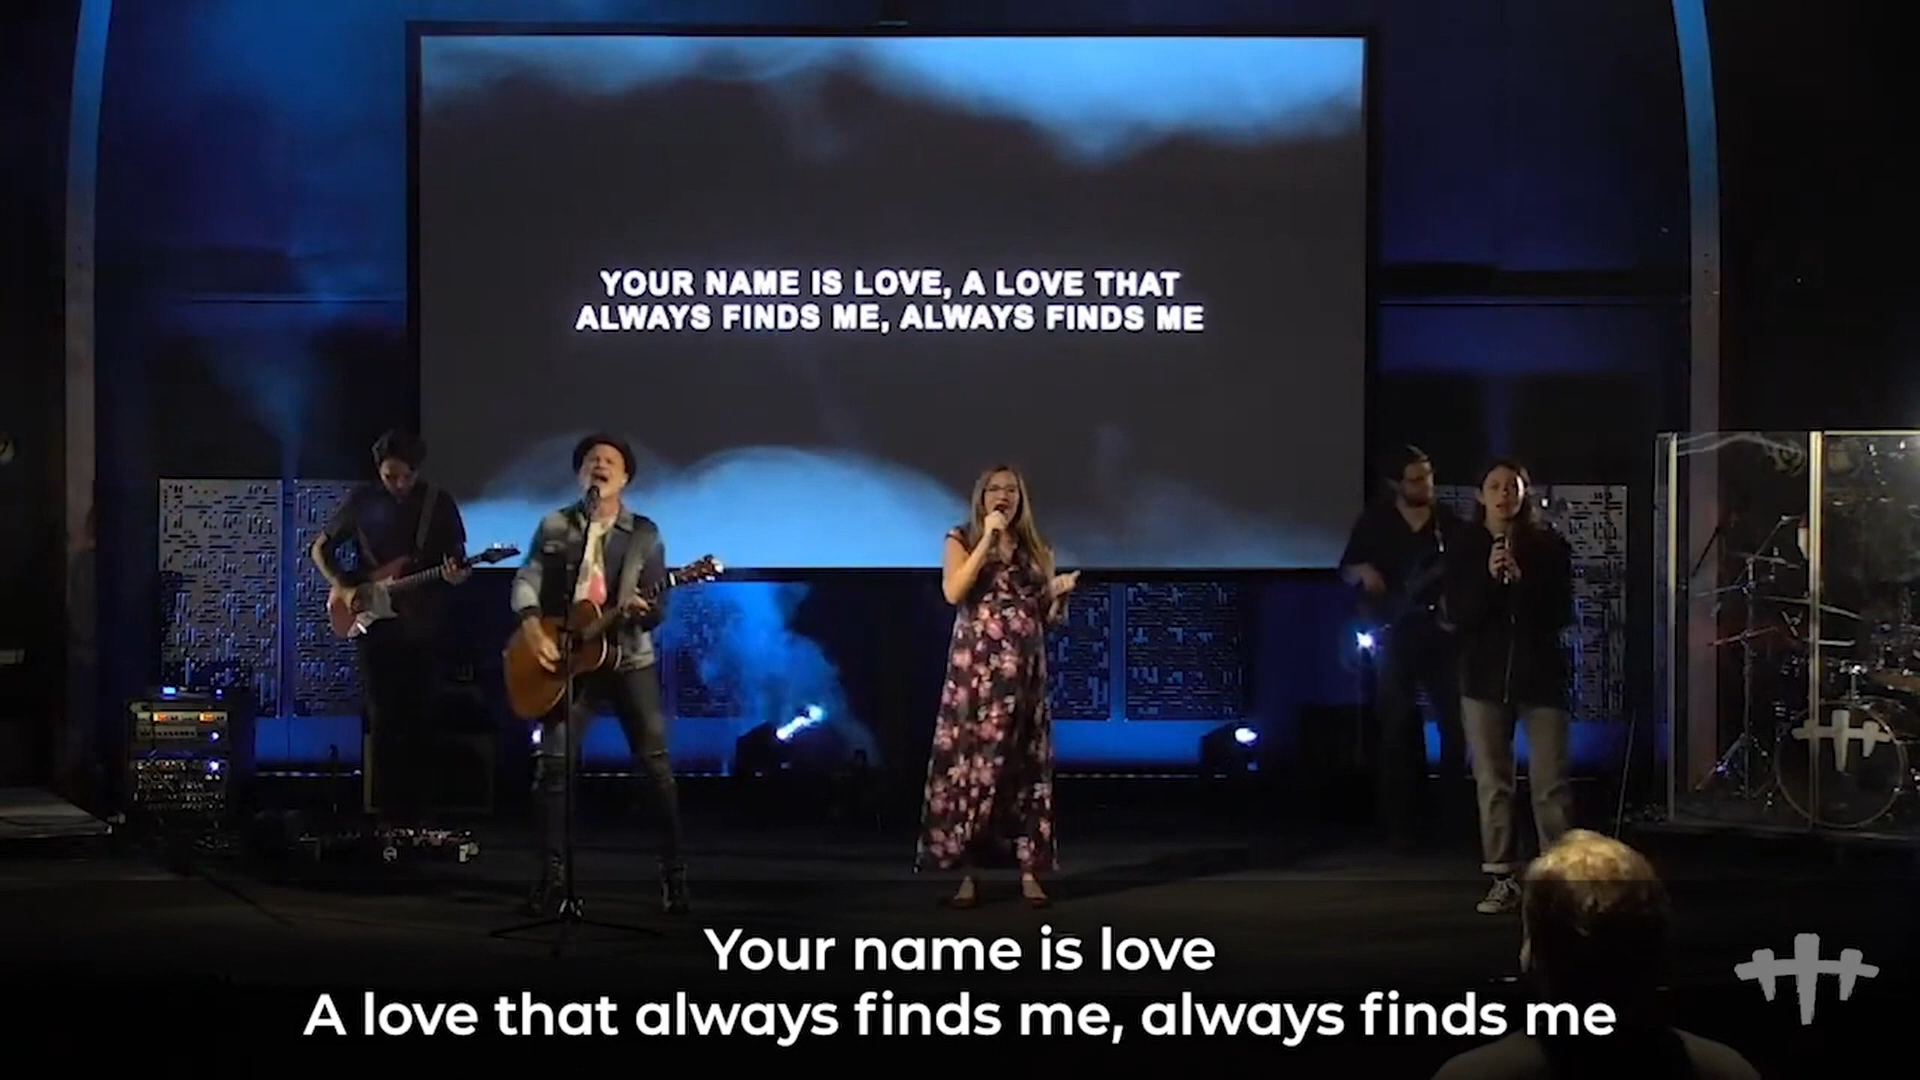 YOUR NAME IS LOVE, A LOVE THAT
ALWAYS FINDS ME, ALWAYS FINDS ME
Your name is love
A love that always finds me, always finds me